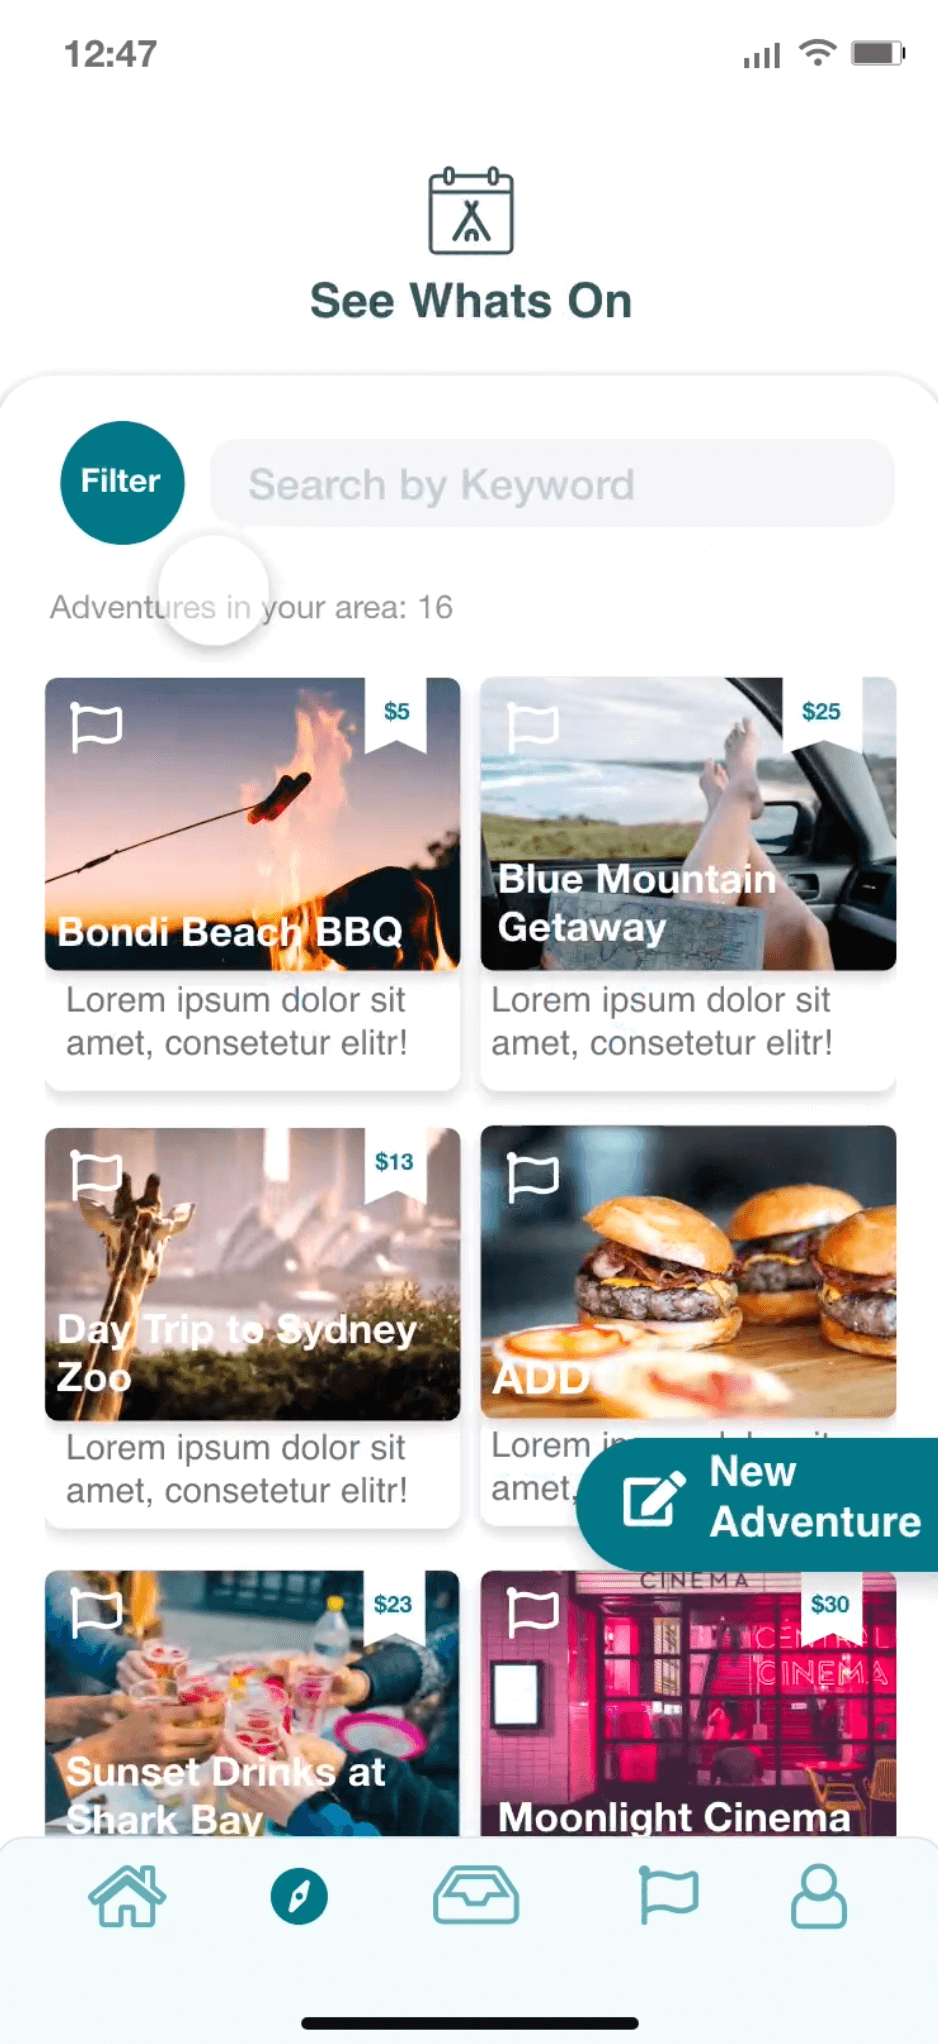 12:47
See Whats On
Filter
Search by Keyword
Adventures in your area: 16
$5
Bondi Beach BBQ
Lorem ipsum dolor sit
amet, consetetur elitr!
$25
Blue Mountain
Getaway
Lorem ipsum dolor sit
amet, consetetur elitr!
$13
Day Trip to Sydney
Zoo
Lorem ipsum dolor sit
amet, consetetur elitr!
ADD
Lorem
amet,
New
Adventure
$23
Sunset Drinks at
Shark Bay
CINEMA
$30
CENTRAL
CINEMA
Moonlight Cinema